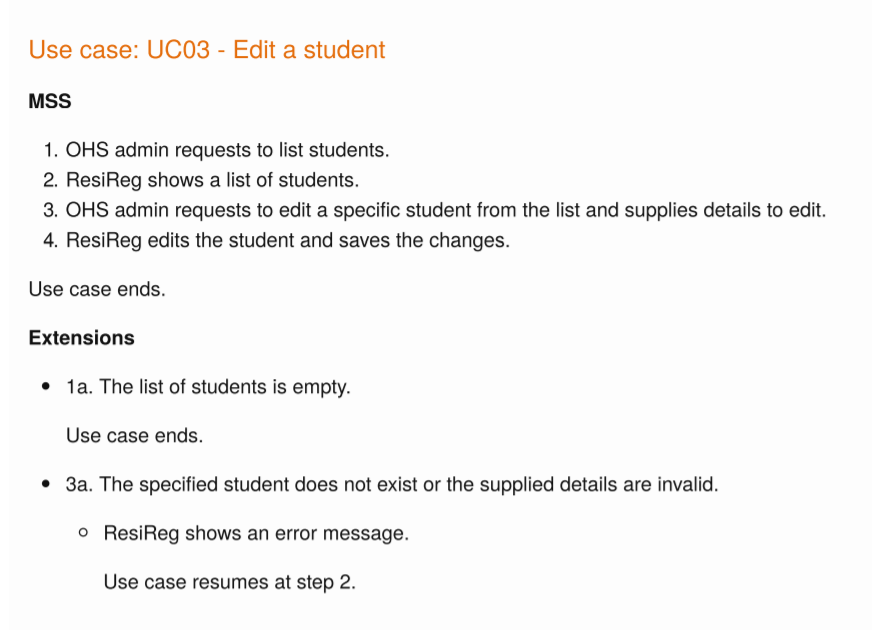 Use case: UC03 - Edit a student
MSS
1. OHS admin requests to list students.
2. ResiReg shows a list of students.
3. OHS admin requests to edit a specific student from the list and supplies details to edit.
4. ResiReg edits the student and saves the changes.
Use case ends.
Extensions
• 1a. The list of students is empty.
Use case ends.
• 3a. The specified student does not exist or the supplied details are invalid.
○ ResiReg shows an error message.
Use case resumes at step 2.